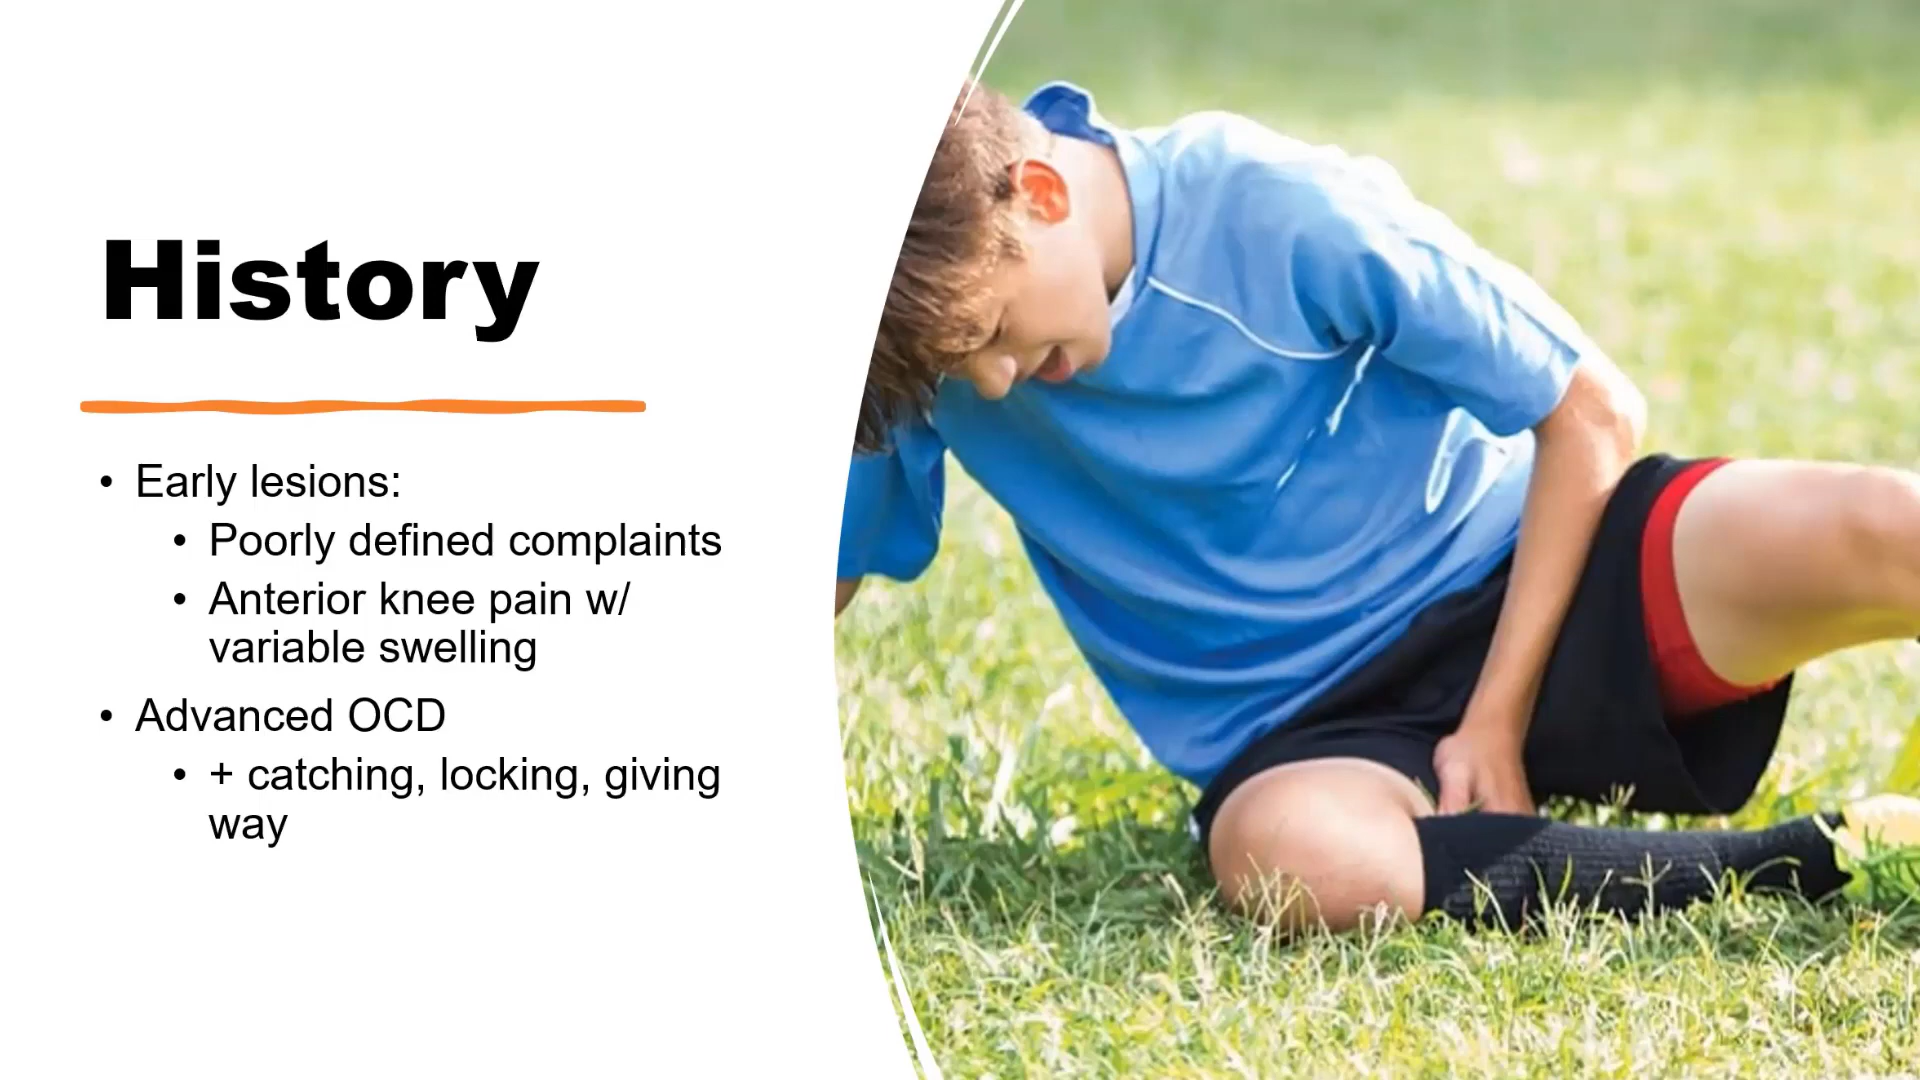 History
• Early lesions:
• Poorly defined complaints
• Anterior knee pain w/
variable swelling
• Advanced OCD
• + catching, locking, giving
way